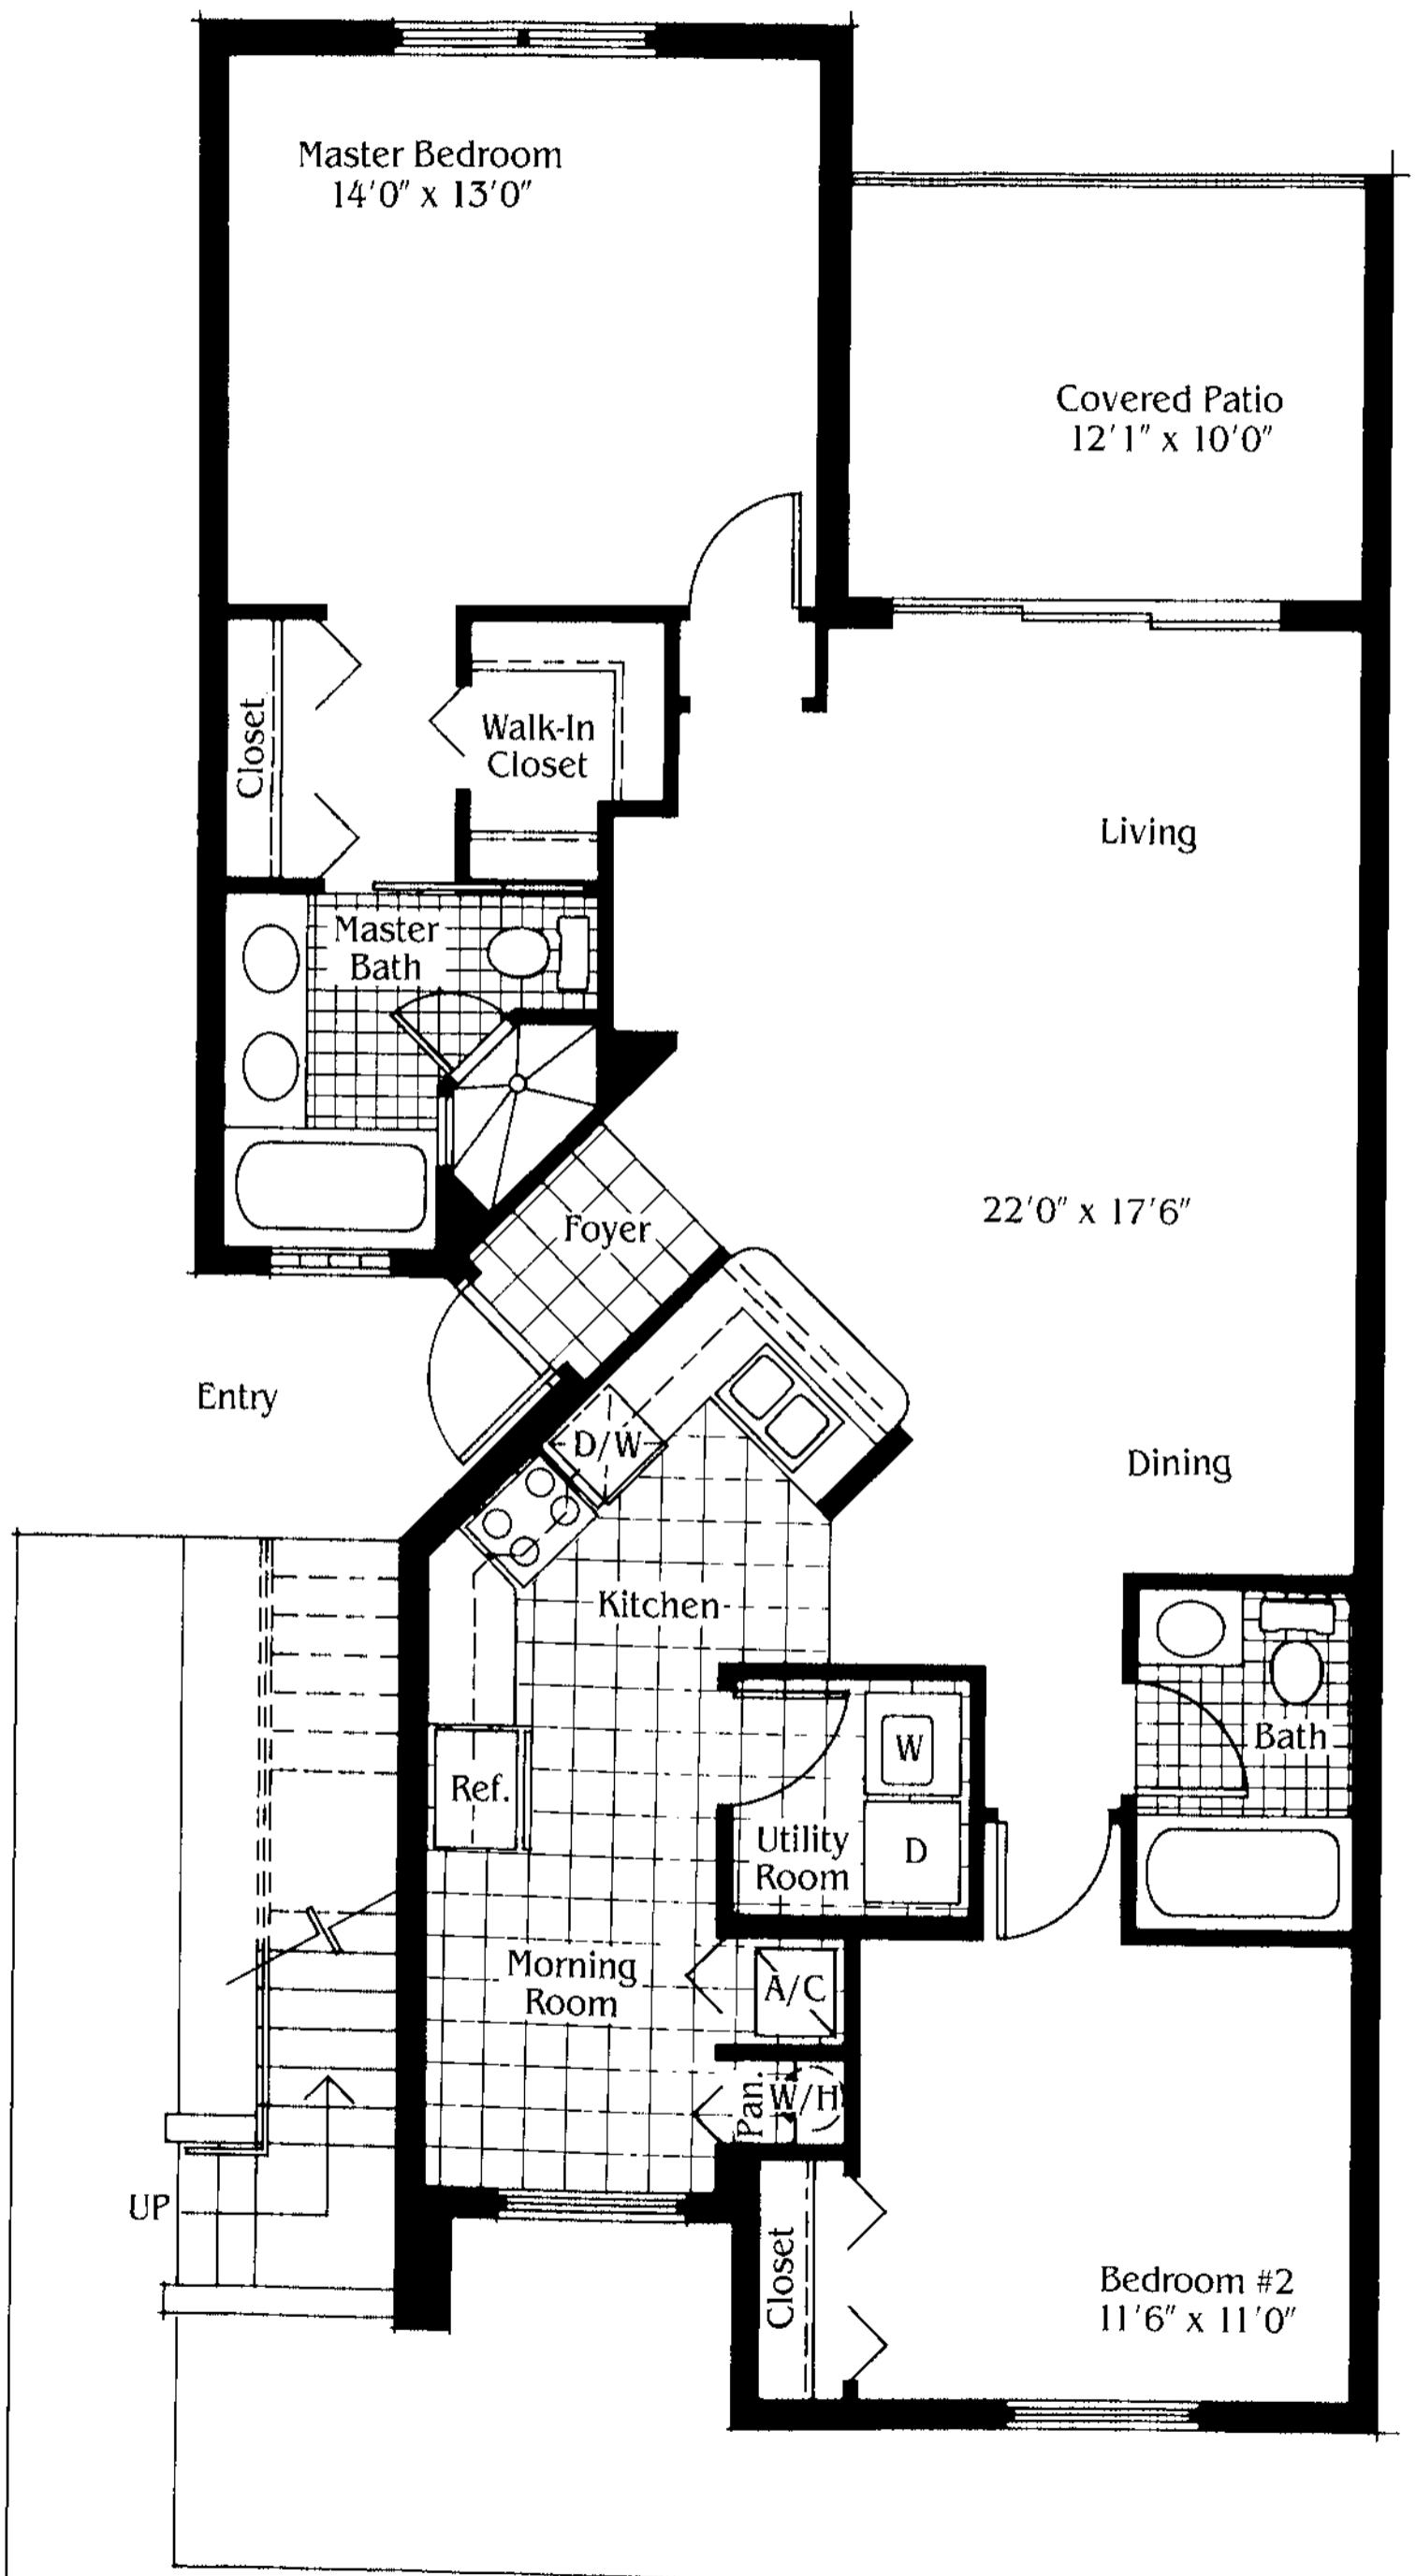 Master Bedroom
14'0" x 13'0"
Covered Patio
12'1" x 10'0"
Closet
Walk-In
Closet
Living
Master
Bath
22'0" x 17'6"
Foyer
Entry
D/W
Dining
Kitchen
Bath
W
Ref.
Utility
Room
D
Morning
Room
A/C
Pan.
W/H
UP
Closet
Bedroom #2
11'6" x 11'0"